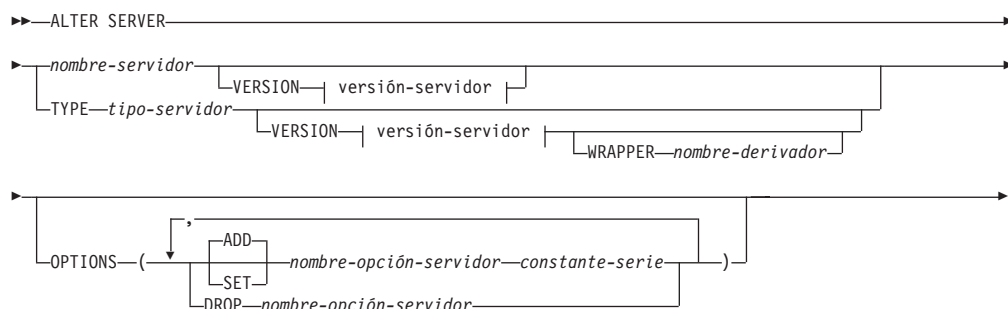 ALTER SERVER
nombre-servidor
VERSION versión-servidor
TYPE tipo-servidor
VERSION versión-servidor
WRAPPER nombre-derivador
,
OPTIONS (
ADD
nombre-opción-servidor constante-serie )
SET
DROP nombre-opción-servidor